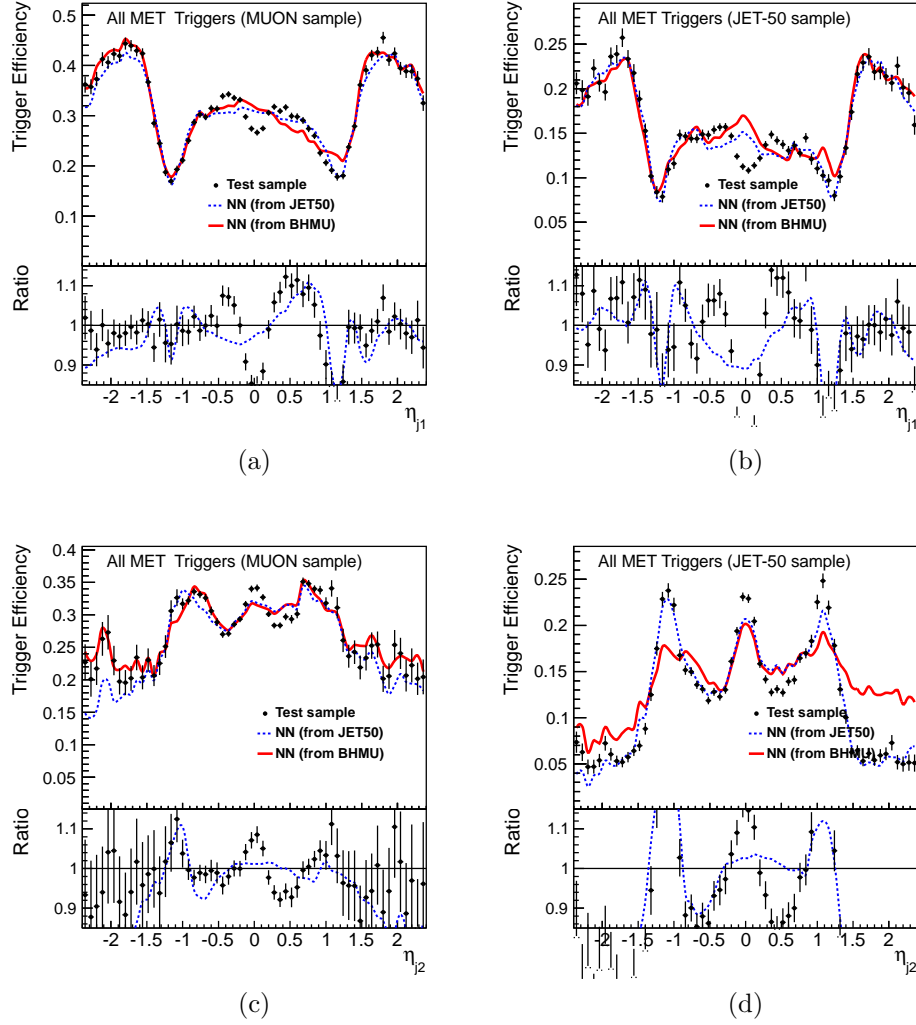 All MET Triggers (MUON sample)
Trigger Efficiency
0.5
0.4
0.3
0.2
0.1
Test sample
NN (from JET50)
NN (from BHMU)
Ratio
1.1
1
0.9
-2 -1.5 -1 -0.5 0 0.5 1 1.5 2
η j1
(a)
All MET Triggers (JET-50 sample)
Trigger Efficiency
0.25
0.2
0.15
0.1
0.05
Test sample
NN (from JET50)
NN (from BHMU)
Ratio
1.1
1
0.9
-2 -1.5 -1 -0.5 0 0.5 1 1.5 2
η j1
(b)
All MET Triggers (MUON sample)
Trigger Efficiency
0.4
0.35
0.3
0.25
0.2
0.15
0.1
0.05
Test sample
NN (from JET50)
NN (from BHMU)
Ratio
1.1
1
0.9
-2 -1.5 -1 -0.5 0 0.5 1 1.5 2
η j2
(c)
All MET Triggers (JET-50 sample)
Trigger Efficiency
0.25
0.2
0.15
0.1
0.05
Test sample
NN (from JET50)
NN (from BHMU)
Ratio
1.1
1
0.9
-2 -1.5 -1 -0.5 0 0.5 1 1.5 2
η j2
(d)